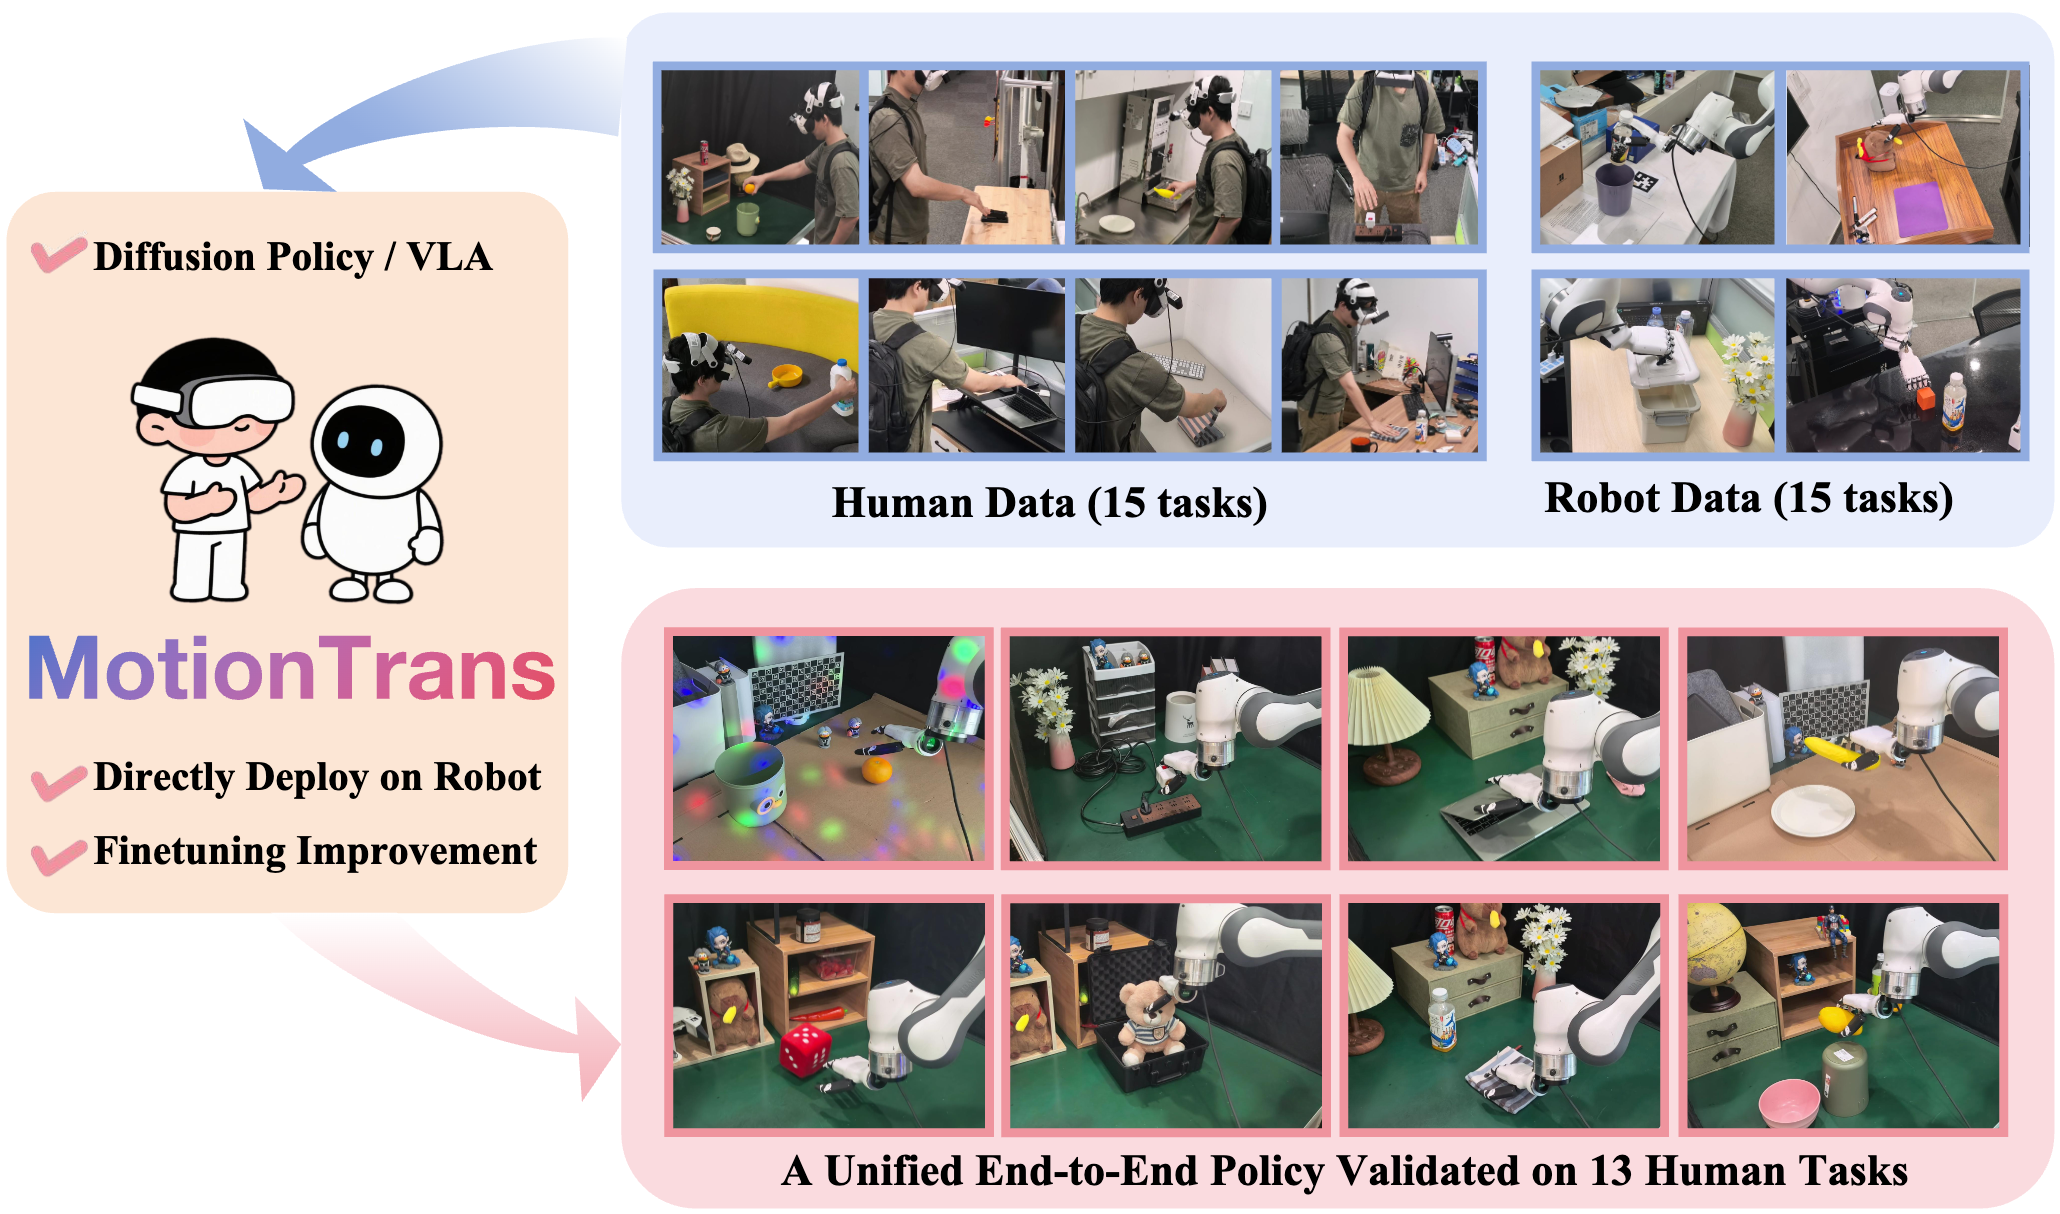 Diffusion Policy / VLA
MotionTrans
Directly Deploy on Robot
Finetuning Improvement
Human Data (15 tasks)
Robot Data (15 tasks)
A Unified End-to-End Policy Validated on 13 Human Tasks